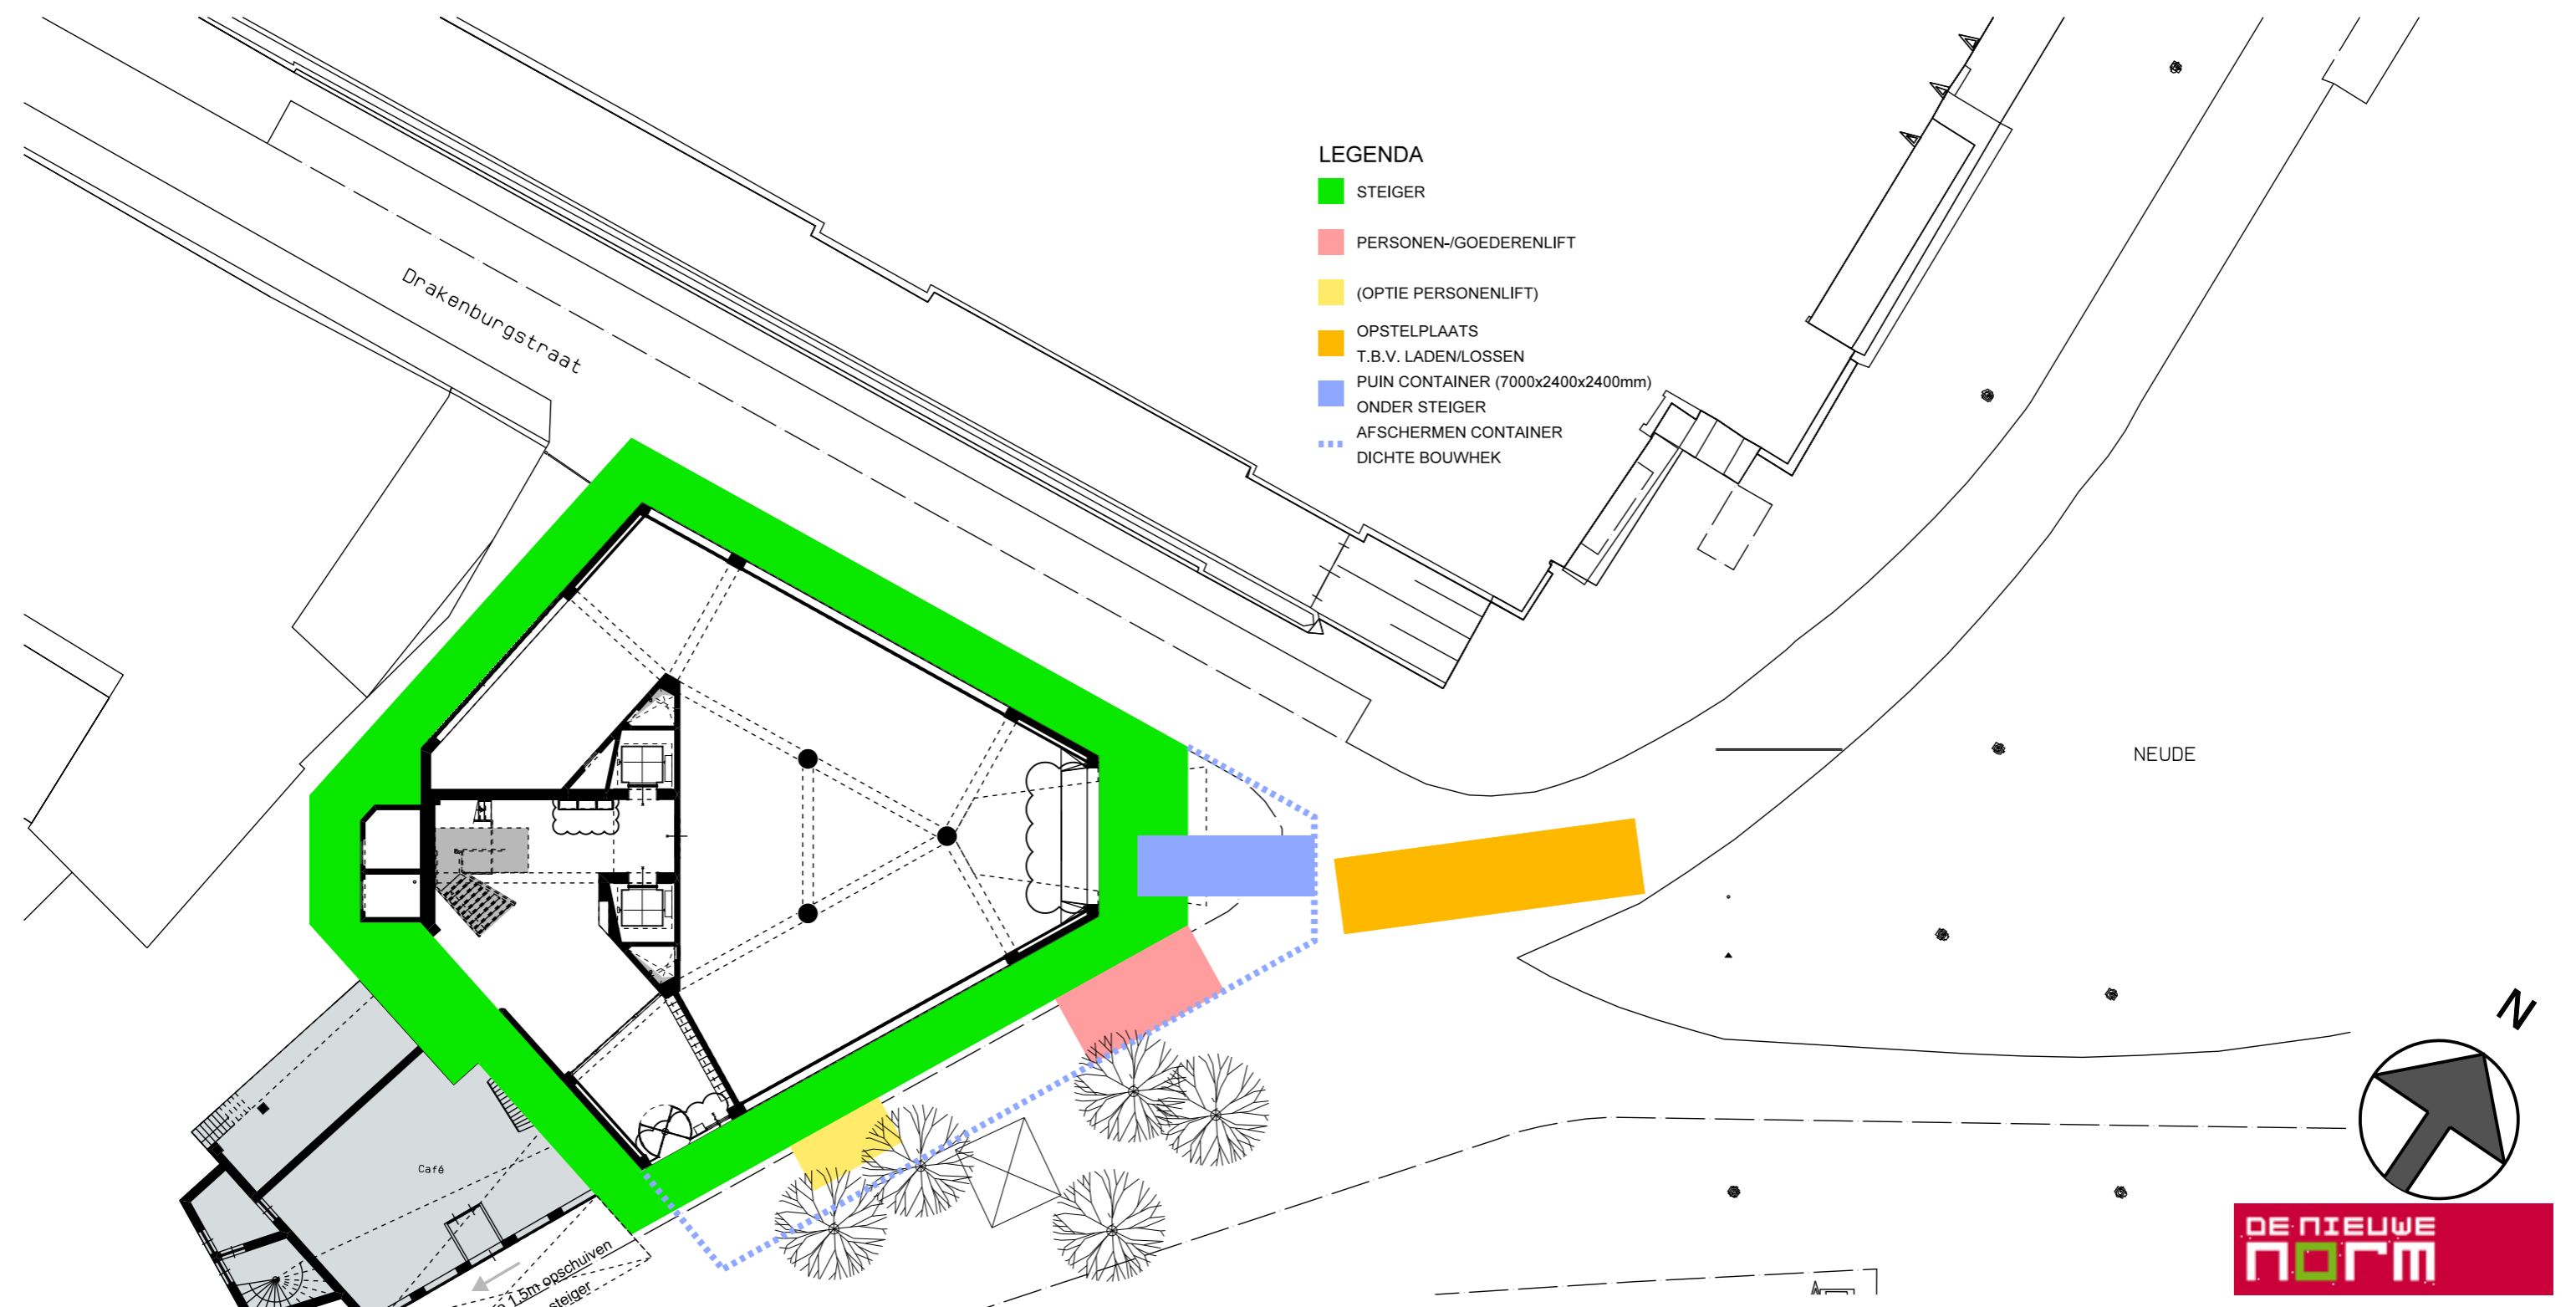 LEGENDA
STEIGER
PERSONEN-/GOEDERENLIFT
(OPTIE PERSONENLIFT)
OPSTELPLAATS
T.B.V. LADEN/LOSSEN
PUIN CONTAINER (7000x2400x2400mm)
ONDER STEIGER
AFSCHERMEN CONTAINER
DICHTE BOUWHEK
Drakenburgstraat
NEUDE
N
Café
1,5m opschuiven
steiger
DE NIEUWE
norm